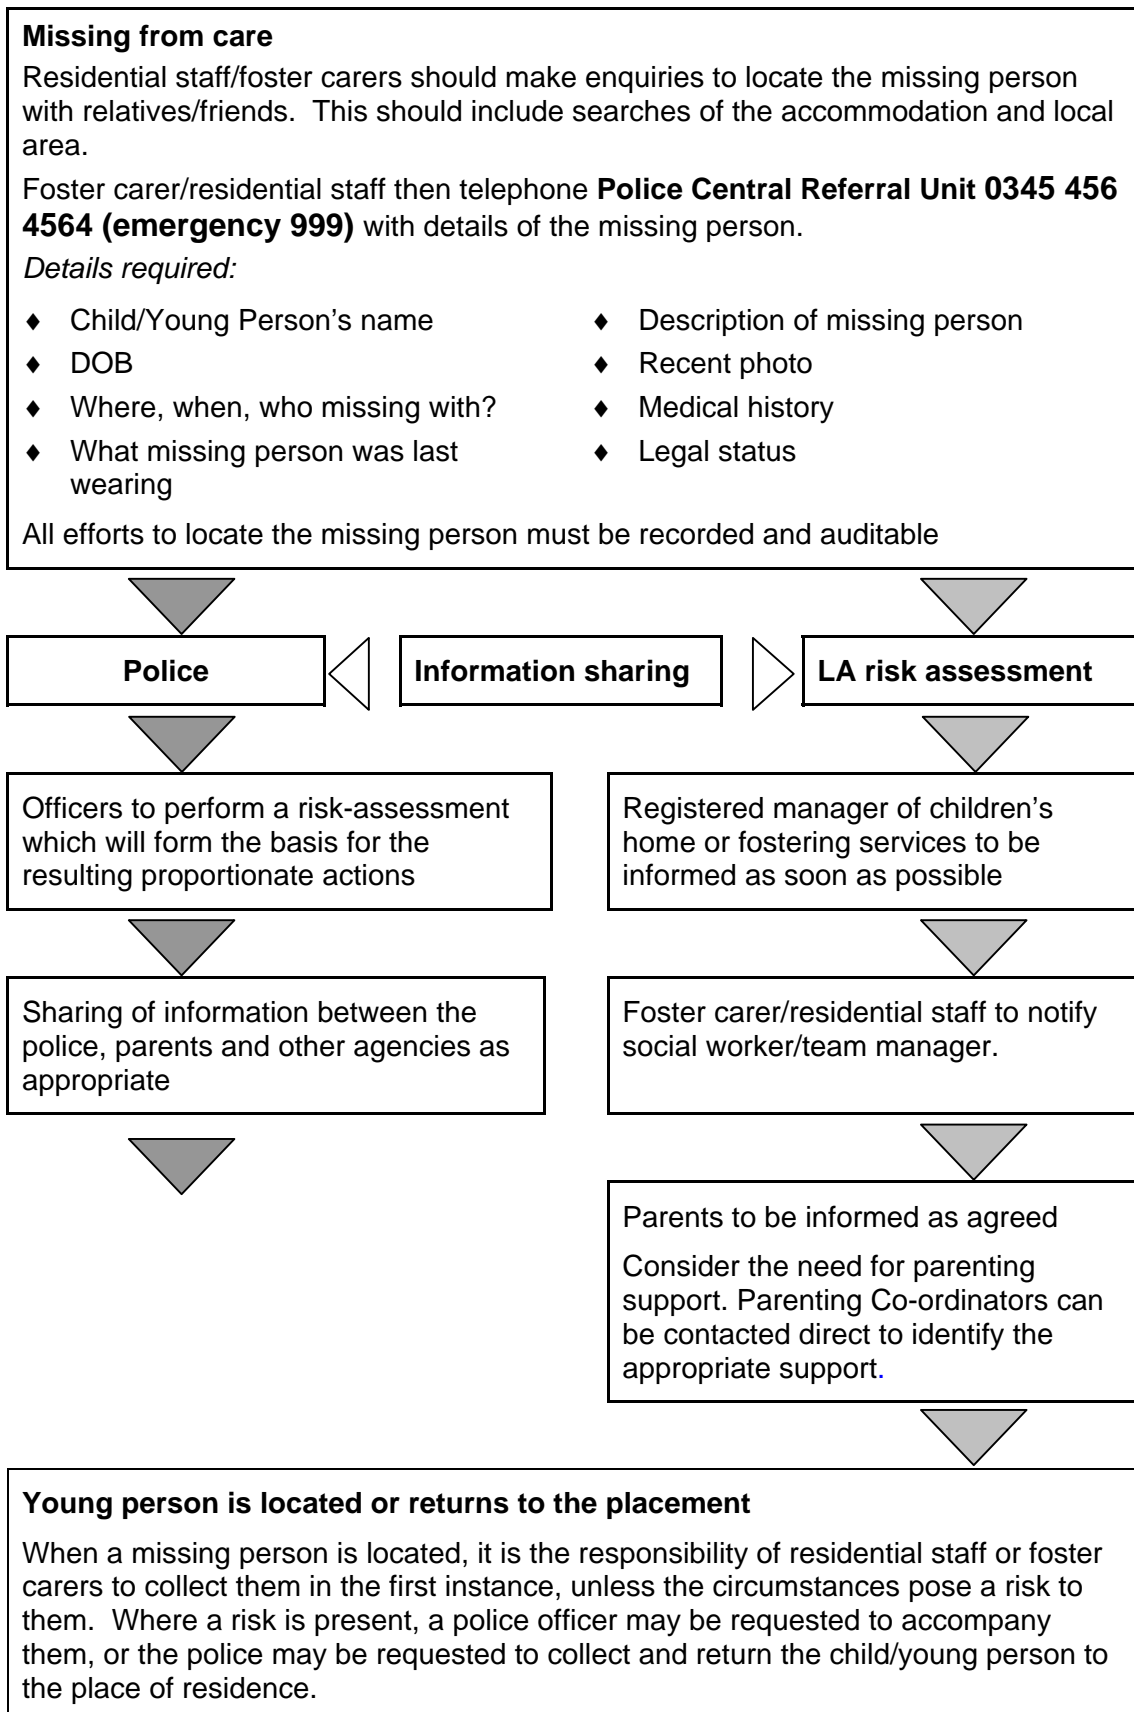 Missing from care
Residential staff/foster carers should make enquiries to locate the missing person
with relatives/friends.  This should include searches of the accommodation and local
area.
Foster carer/residential staff then telephone Police Central Referral Unit 0345 456
4564 (emergency 999) with details of the missing person.
Details required:
♦ Child/Young Person's name
♦ DOB
♦ Where, when, who missing with?
♦ What missing person was last
wearing
♦ Description of missing person
♦ Recent photo
♦ Medical history
♦ Legal status
All efforts to locate the missing person must be recorded and auditable
Police
Information sharing
LA risk assessment
Officers to perform a risk-assessment
which will form the basis for the
resulting proportionate actions
Sharing of information between the
police, parents and other agencies as
appropriate
Registered manager of children's
home or fostering services to be
informed as soon as possible
Foster carer/residential staff to notify
social worker/team manager.
Parents to be informed as agreed
Consider the need for parenting
support. Parenting Co-ordinators can
be contacted direct to identify the
appropriate support.
Young person is located or returns to the placement
When a missing person is located, it is the responsibility of residential staff or foster
carers to collect them in the first instance, unless the circumstances pose a risk to
them.  Where a risk is present, a police officer may be requested to accompany
them, or the police may be requested to collect and return the child/young person to
the place of residence.